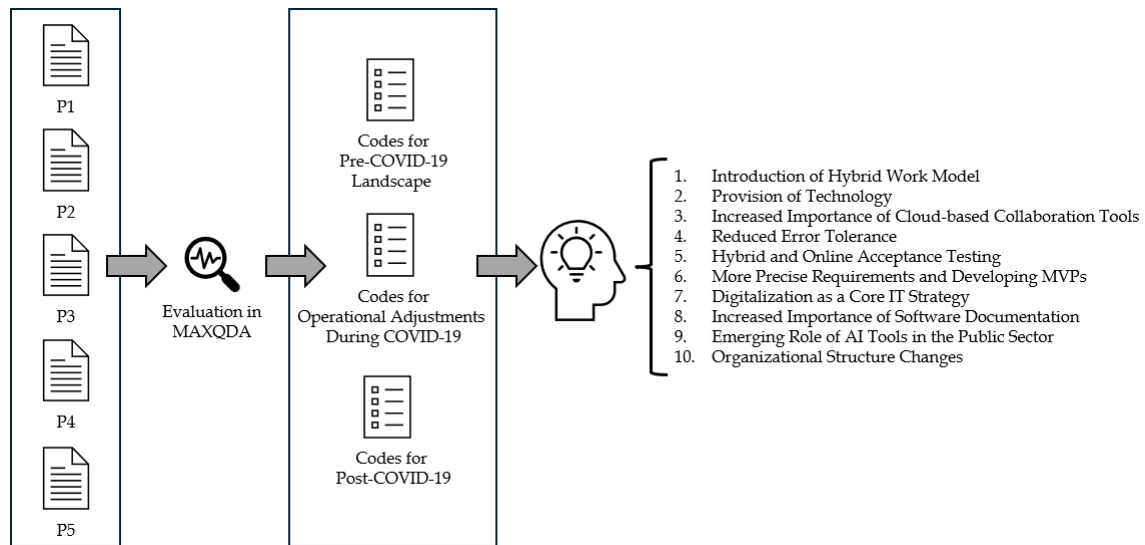 P1
P2
P3
P4
P5
Evaluation in
MAXQDA
Codes for
Pre-COVID-19
Landscape
Codes for
Operational Adjustments
During COVID-19
Codes for
Post-COVID-19
1. Introduction of Hybrid Work Model
2. Provision of Technology
3. Increased Importance of Cloud-based Collaboration Tools
4. Reduced Error Tolerance
5. Hybrid and Online Acceptance Testing
6. More Precise Requirements and Developing MVPs
7. Digitalization as a Core IT Strategy
8. Increased Importance of Software Documentation
9. Emerging Role of AI Tools in the Public Sector
10. Organizational Structure Changes